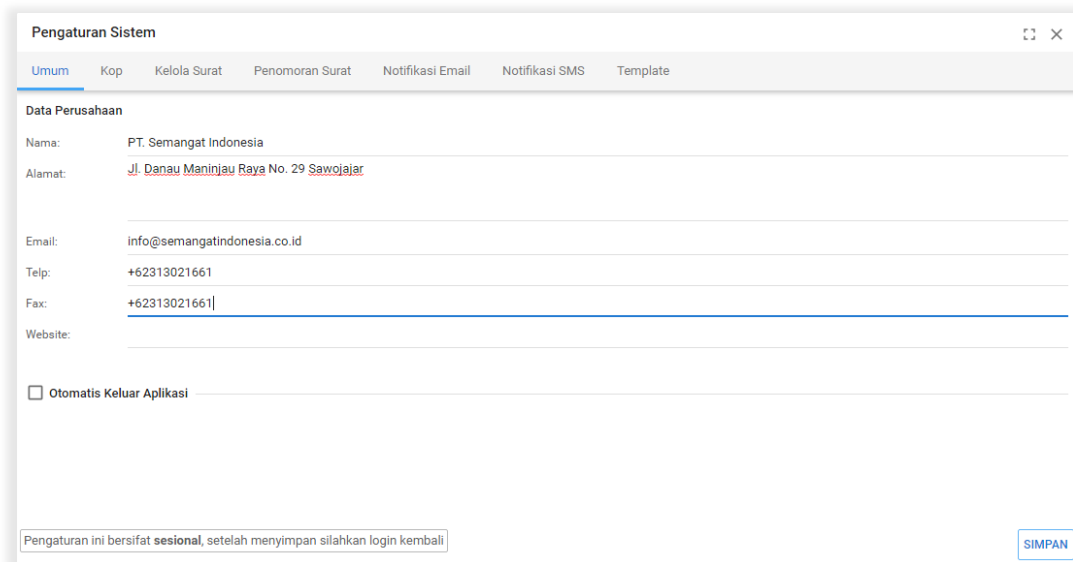 Pengaturan Sistem
Umum Kop Kelola Surat Penomoran Surat Notifikasi Email Notifikasi SMS Template
Data Perusahaan
Nama: PT. Semangat Indonesia
Alamat: Jl. Danau Maninjau Raya No. 29 Sawojajar
Email: info@semangatindonesia.co.id
Telp: +62313021661
Fax: +62313021661
Website:
Otomatis Keluar Aplikasi
Pengaturan ini bersifat sesional, setelah menyimpan silahkan login kembali
SIMPAN